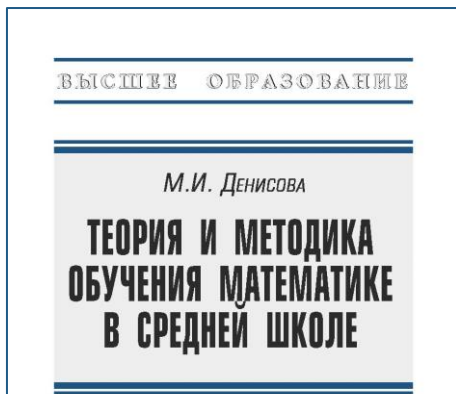 ВЫСШЕЕ ОБРАЗОВАНИЕ
М.И. Денисова
ТЕОРИЯ И МЕТОДИКА
ОБУЧЕНИЯ МАТЕМАТИКЕ
В СРЕДНЕЙ ШКОЛЕ